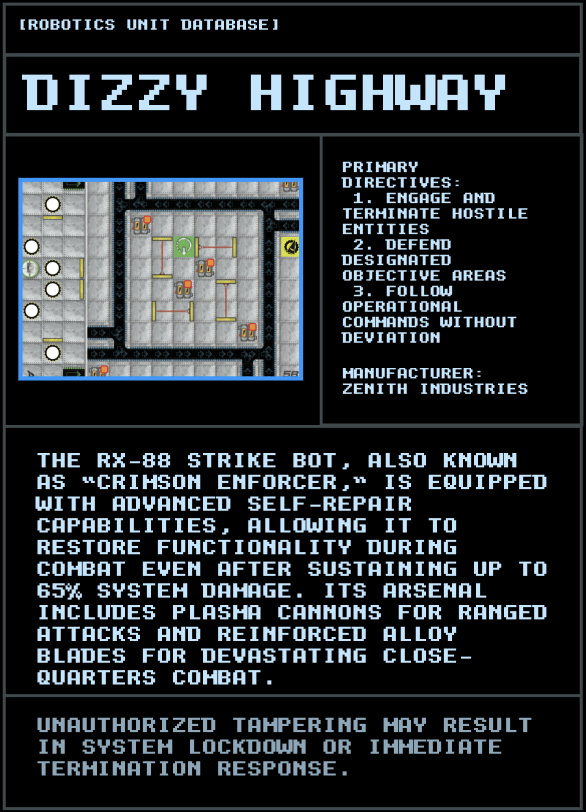 [ROBOTICS UNIT DATABASE]
DIZZY HIGHWAY
PRIMARY
DIRECTIVES:
1. ENGAGE AND
TERMINATE HOSTILE
ENTITIES
2. DEFEND
DESIGNATED
OBJECTIVE AREAS
3. FOLLOW
OPERATIONAL
COMMANDS WITHOUT
DEVIATION
MANUFACTURER:
ZENITH INDUSTRIES
THE RX-88 STRIKE BOT, ALSO KNOWN
AS "CRIMSON ENFORCER," IS EQUIPPED
WITH ADVANCED SELF-REPAIR
CAPABILITIES, ALLOWING IT TO
RESTORE FUNCTIONALITY DURING
COMBAT EVEN AFTER SUSTAINING UP TO
65% SYSTEM DAMAGE. ITS ARSENAL
INCLUDES PLASMA CANNONS FOR RANGED
ATTACKS AND REINFORCED ALLOY
BLADES FOR DEVASTATING CLOSE-
QUARTERS COMBAT.
UNAUTHORIZED TAMPERING MAY RESULT
IN SYSTEM LOCKDOWN OR IMMEDIATE
TERMINATION RESPONSE.